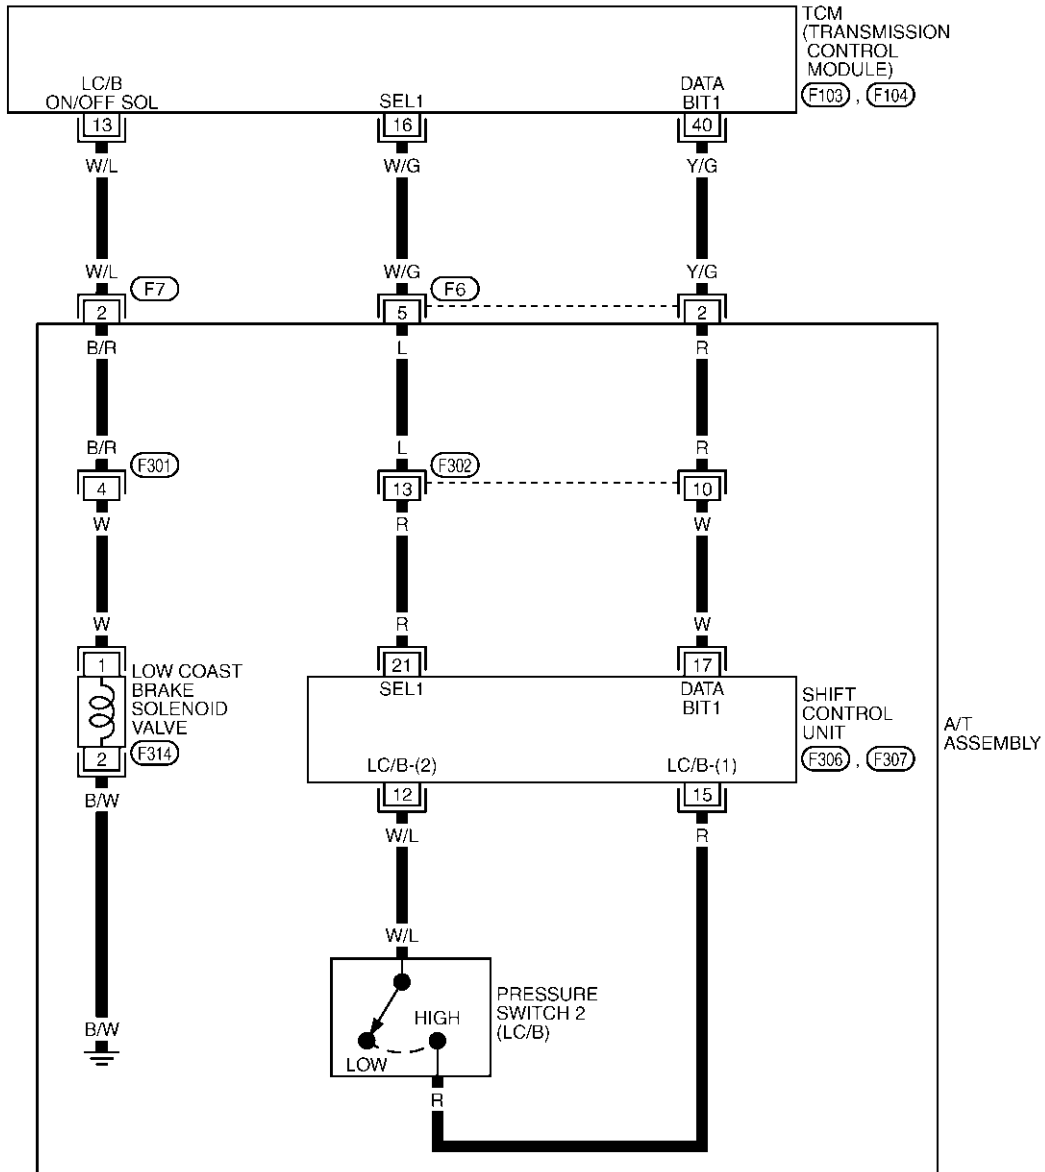 TCM
(TRANSMISSION
CONTROL
MODULE)
F103 , F104
LC/B
ON/OFF SOL
SEL1
DATA
BIT1
13
16
40
W/L
W/G
Y/G
W/L
W/G
Y/G
F7
F6
2
5
2
B/R
L
R
B/R
L
R
F301
F302
4
13
10
W
R
W
W
R
W
1
21
17
LOW COAST
BRAKE
SOLENOID
VALVE
F314
2
SEL1
DATA
BIT1
SHIFT
CONTROL
UNIT
F306 , F307
A/T
ASSEMBLY
LC/B-(2)
LC/B-(1)
12
15
B/W
W/L
R
W/L
PRESSURE
SWITCH 2
(LC/B)
HIGH
LOW
B/W
R